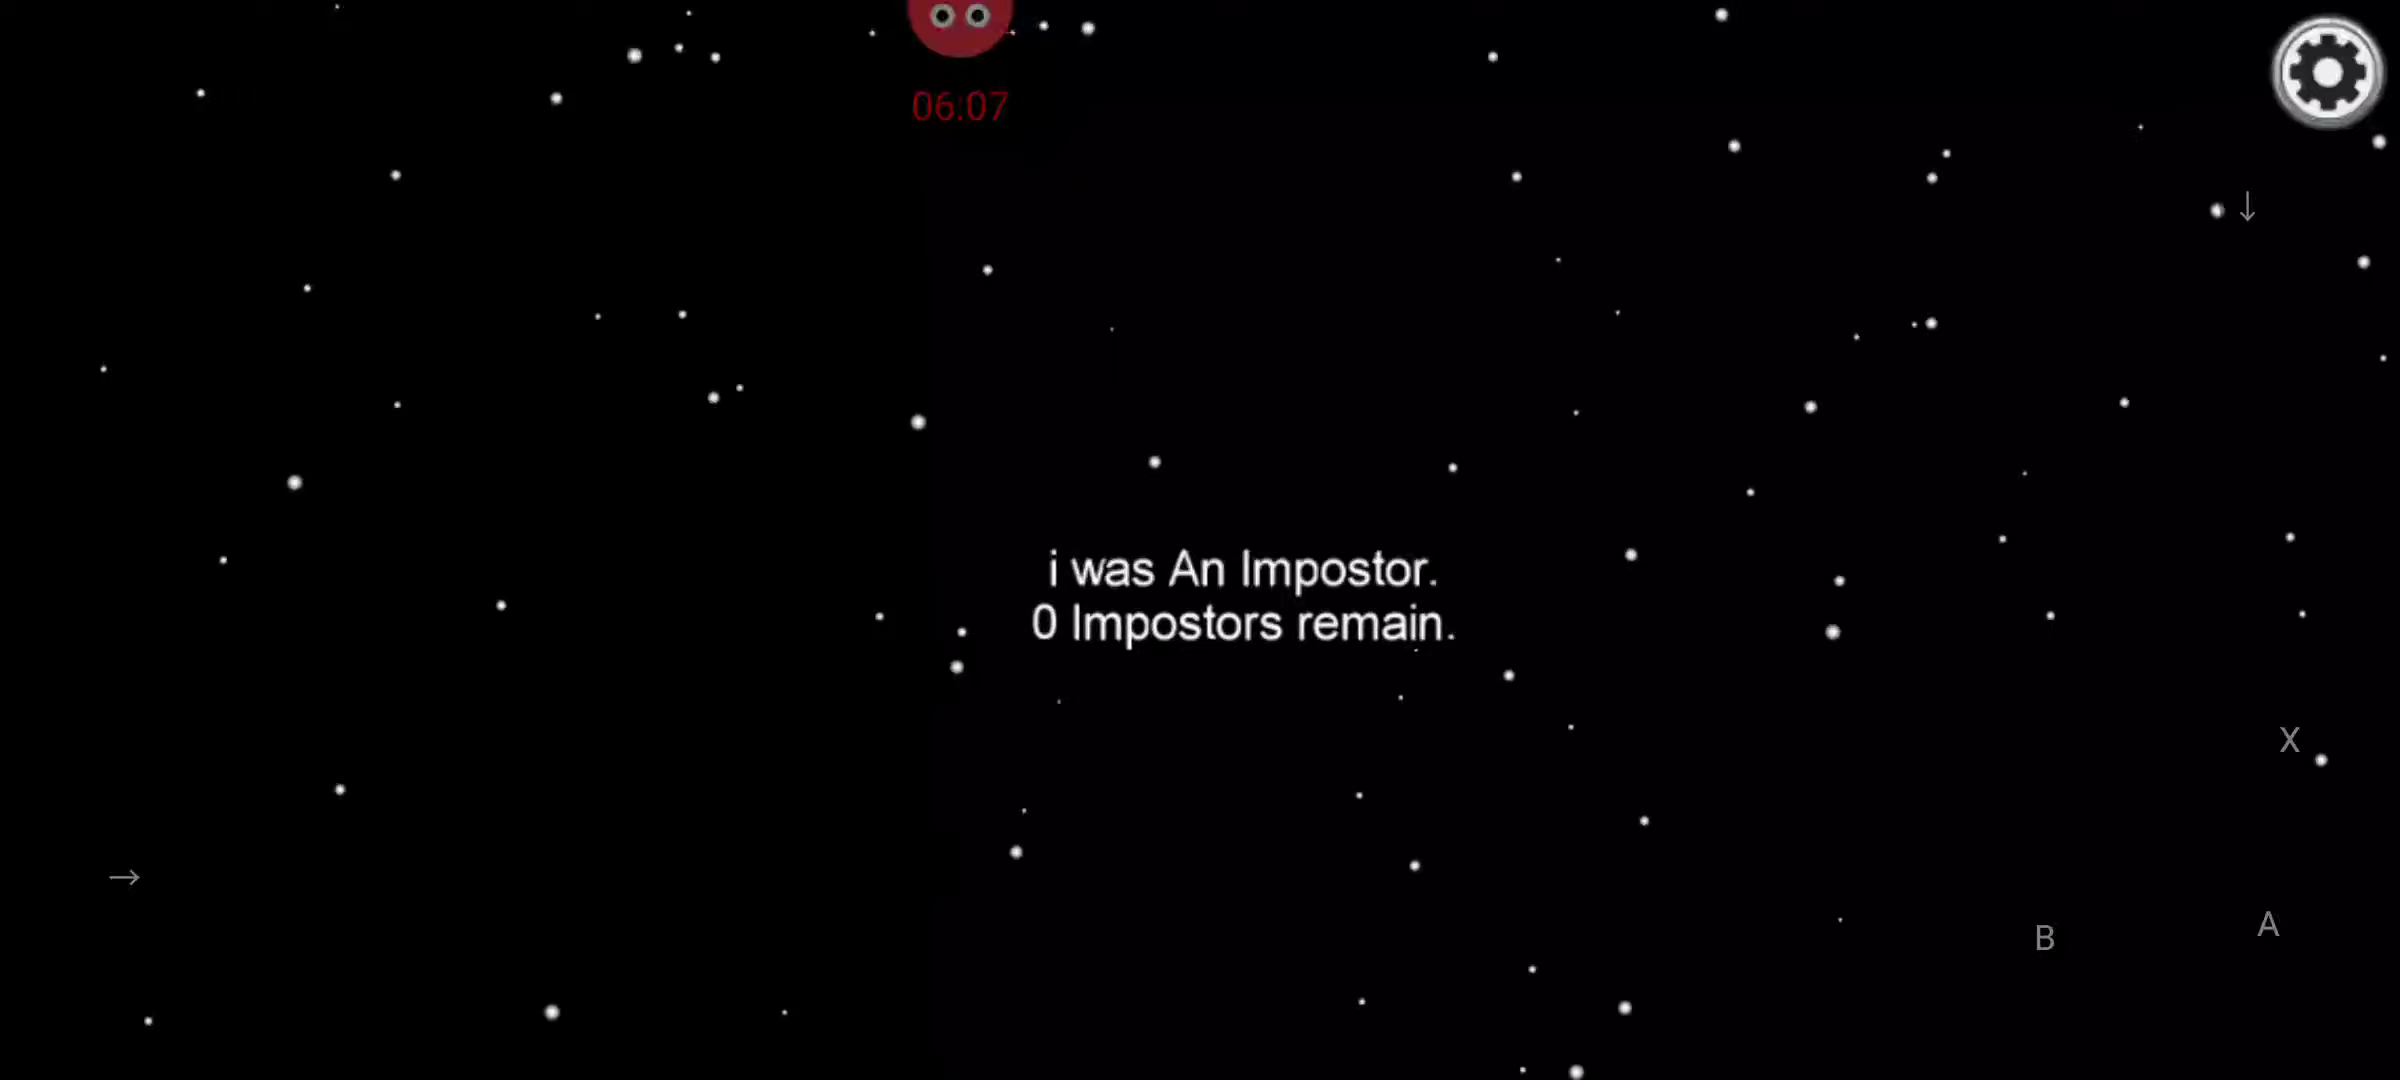 06:07
↓
i was An Impostor.
0 Impostors remain.
X
→
A
B